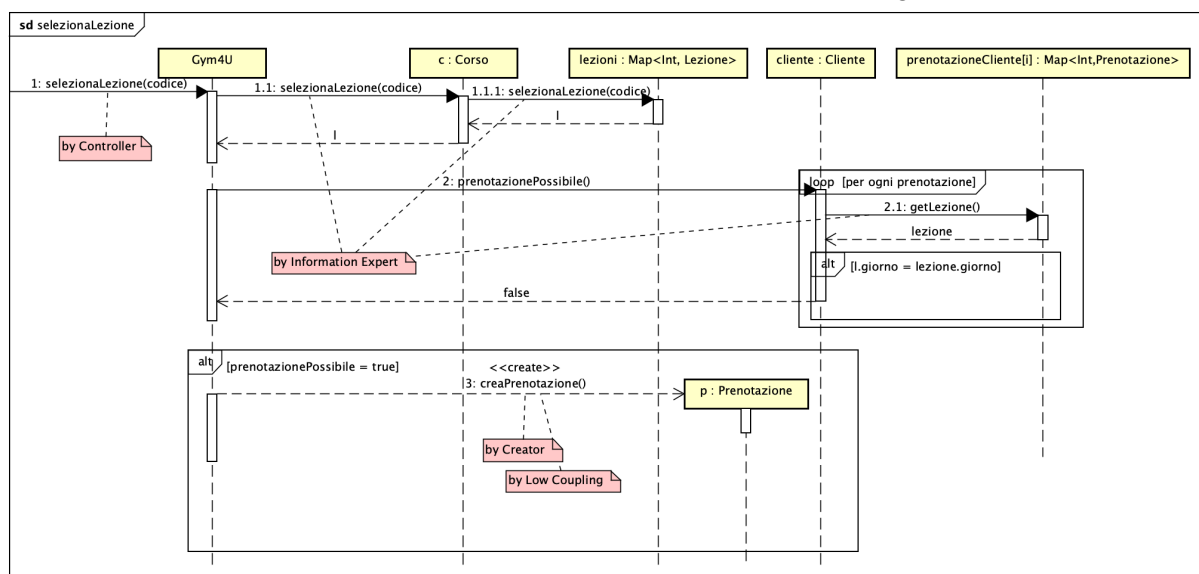 sd selezionaLezione
Gym4U
c : Corso
lezioni : Map<Int, Lezione>
cliente : Cliente
prenotazioneCliente[i] : Map<Int,Prenotazione>
1: selezionaLezione(codice)
1.1: selezionaLezione(codice)
1.1.1: selezionaLezione(codice)
l
l
by Controller
2: prenotazionePossibile()
loop [per ogni prenotazione]
2.1: getLezione()
lezione
by Information Expert
alt [l.giorno = lezione.giorno]
false
alt [prenotazionePossibile = true]
<<create>>
3: creaPrenotazione()
p : Prenotazione
by Creator
by Low Coupling